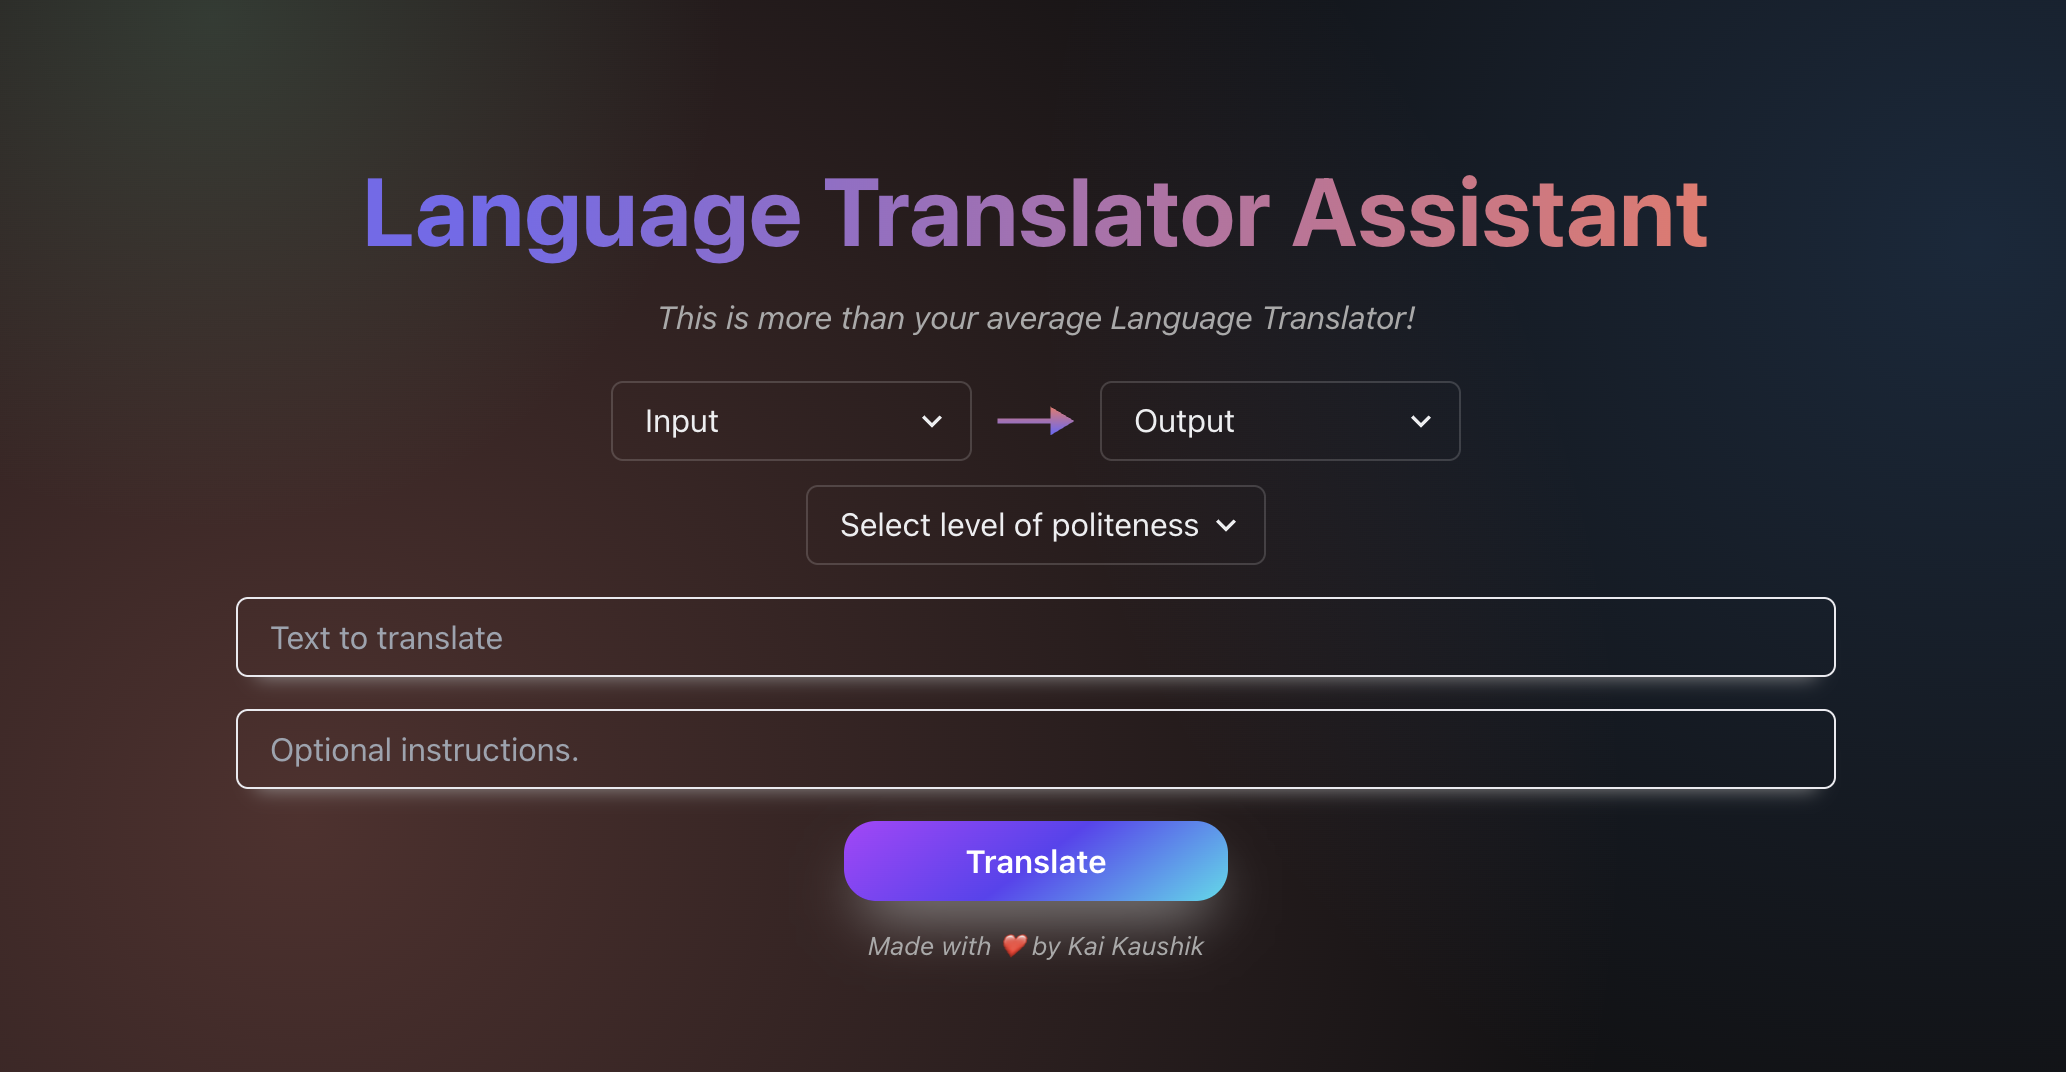 Language Translator Assistant
This is more than your average Language Translator!
Input
Output
Select level of politeness
Text to translate
Optional instructions.
Translate
Made with ❤️ by Kai Kaushik